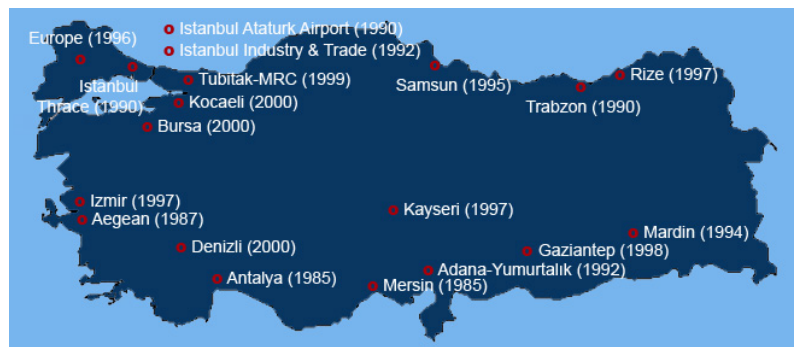 Istanbul Ataturk Airport (1990)
Europe (1996)
Istanbul Industry & Trade (1992)
Istanbul
Thrace (1990)
Tubitak-MRC (1999)
Kocaeli (2000)
Bursa (2000)
Samsun (1995)
Rize (1997)
Trabzon (1990)
Izmir (1997)
Aegean (1987)
Kayseri (1997)
Denizli (2000)
Mardin (1994)
Gaziantep (1998)
Antalya (1985)
Adana-Yumurtalık (1992)
Mersin (1985)